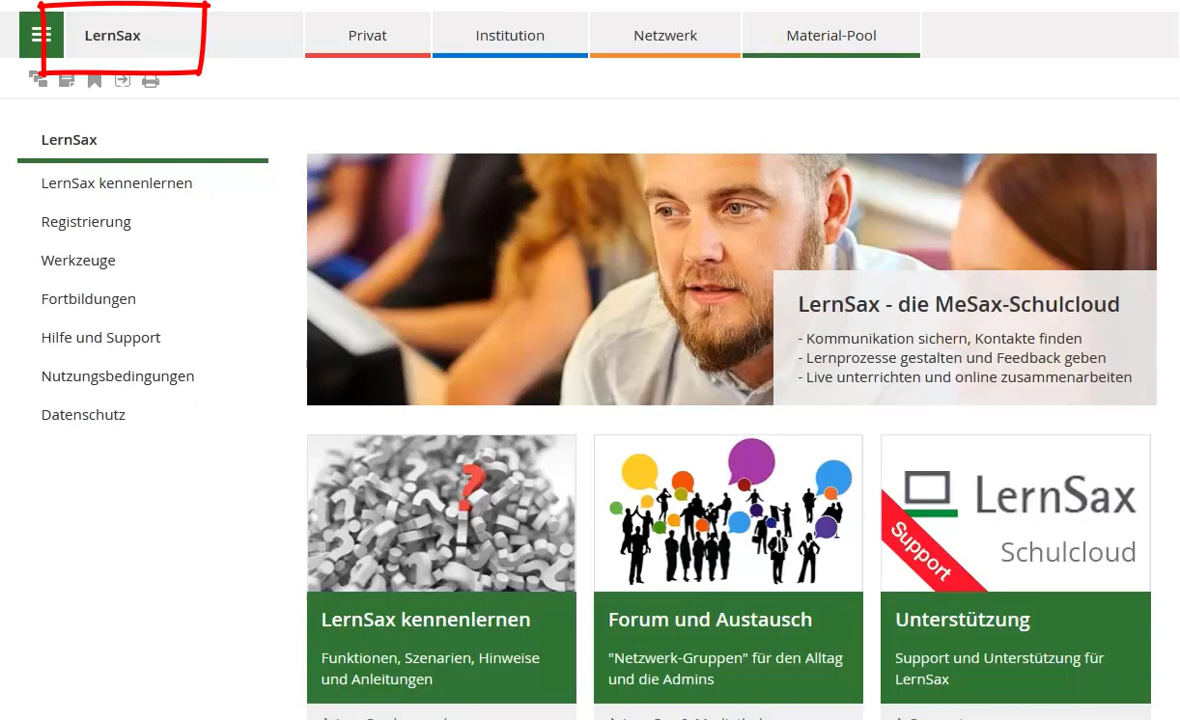 LernSax
Privat
Institution
Netzwerk
Material-Pool
LernSax
LernSax kennenlernen
Registrierung
Werkzeuge
Fortbildungen
Hilfe und Support
Nutzungsbedingungen
Datenschutz
LernSax - die MeSax-Schulcloud
- Kommunikation sichern, Kontakte finden
- Lernprozesse gestalten und Feedback geben
- Live unterrichten und online zusammenarbeiten
LernSax
Schulcloud
Support
LernSax kennenlernen
Funktionen, Szenarien, Hinweise
und Anleitungen
Forum und Austausch
"Netzwerk-Gruppen" für den Alltag
und die Admins
Unterstützung
Support und Unterstützung für
LernSax